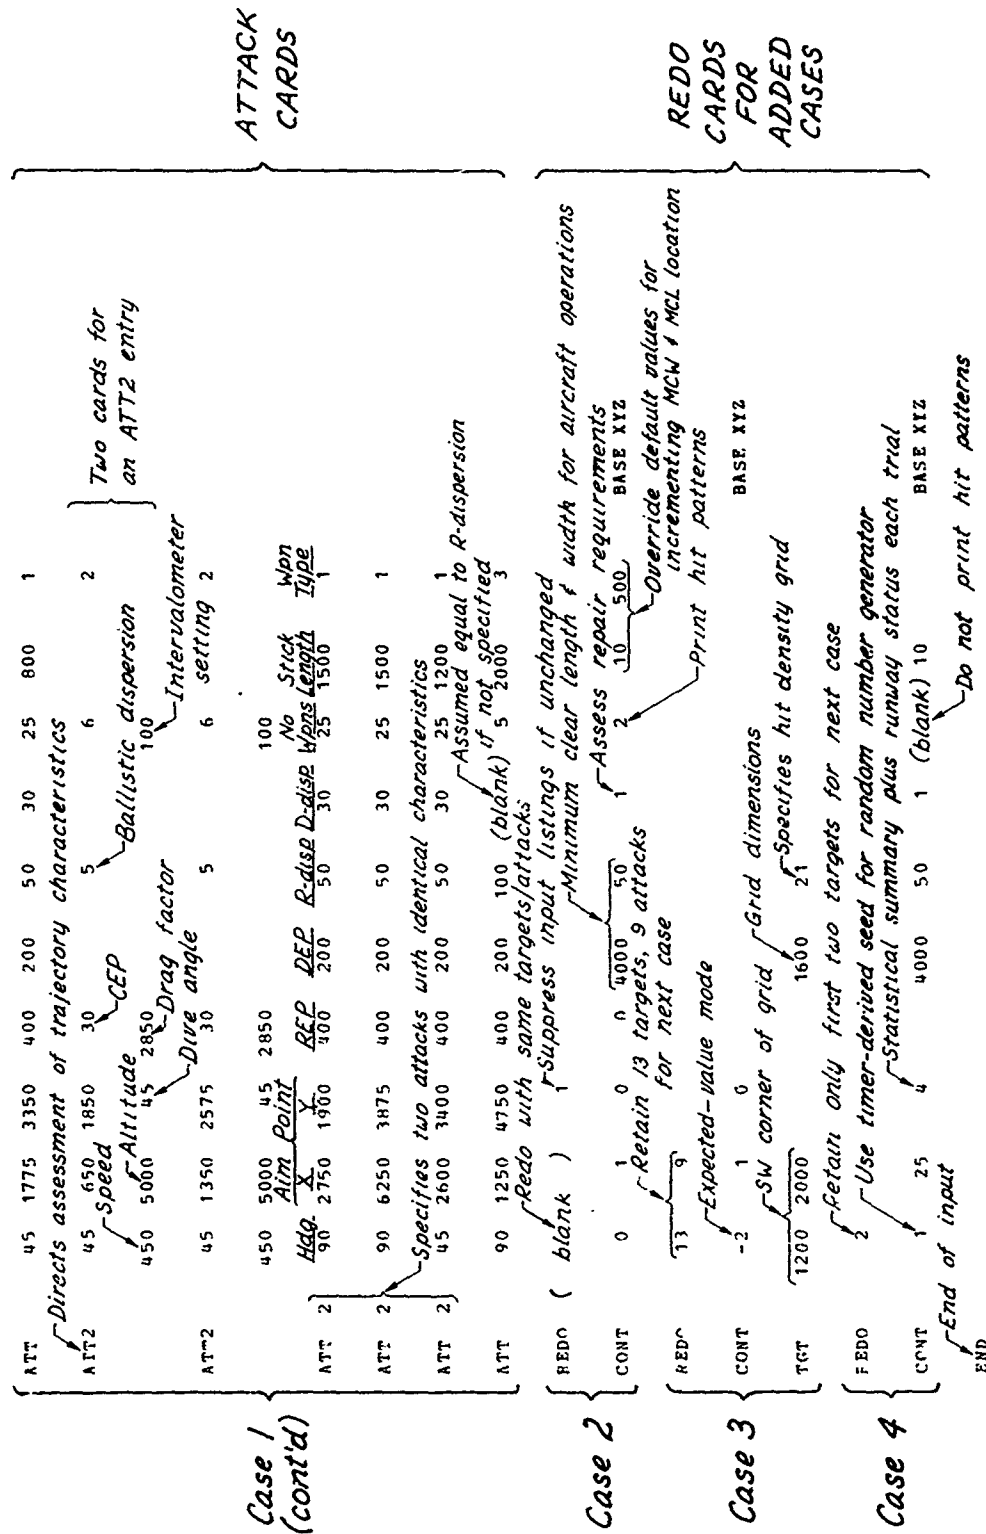 ATT 45 1775 3350 400 200 50 30 25 800 1
Directs assessment of trajectory characteristics
ATT2 45 650 1850 30 5 6 2
Speed
CEP
Ballistic dispersion
Two cards for
an ATT2 entry
450 5000 45 2850 100
Altitude
Dive angle
Drag factor
Intervalometer
setting
ATT2 45 1350 2575 30 5 6 2
450 5000 45 2850 100
Hdg. Aim Point X Y REP DEP R-disp D-disp No Wpns Stick Length Wpn Type
ATT 2 90 2750 1900 400 200 50 30 25 1500 1
ATT 2 90 6250 3875 400 200 50 30 25 1500 1
Specifies two attacks with identical characteristics
ATT 2 45 2600 3400 400 200 50 30 25 1200 1
Assumed equal to R-dispersion
if not specified
ATT 90 1250 4750 400 200 100 (blank) 5 2000 3
ATTACK
CARDS
Case 1
(cont'd)
Redo with same targets/attacks
REDO ( blank ) 1
Suppress input listings if unchanged
Minimum clear length & width for aircraft operations
Assess repair requirements
CONT 0 1 0 0 4000 50 1 2 10 500 BASE XYZ
Override default values for
incrementing MCW & MCL location
Print hit patterns
Case 2
Retain 13 targets, 9 attacks
for next case
REDO 13 9
Expected-value mode
CONT -2 1 0 BASE XYZ
SW corner of grid
Grid dimensions
TGT 1200 2000 1600 21
Specifies hit density grid
Case 3
Retain only first two targets for next case
REDO 2
Use timer-derived seed for random number generator
Statistical summary plus runway status each trial
CONT 1 25 4 4000 50 1 (blank) 10 BASE XYZ
Do not print hit patterns
End of input
END
Case 4
REDO
CARDS
FOR
ADDED
CASES